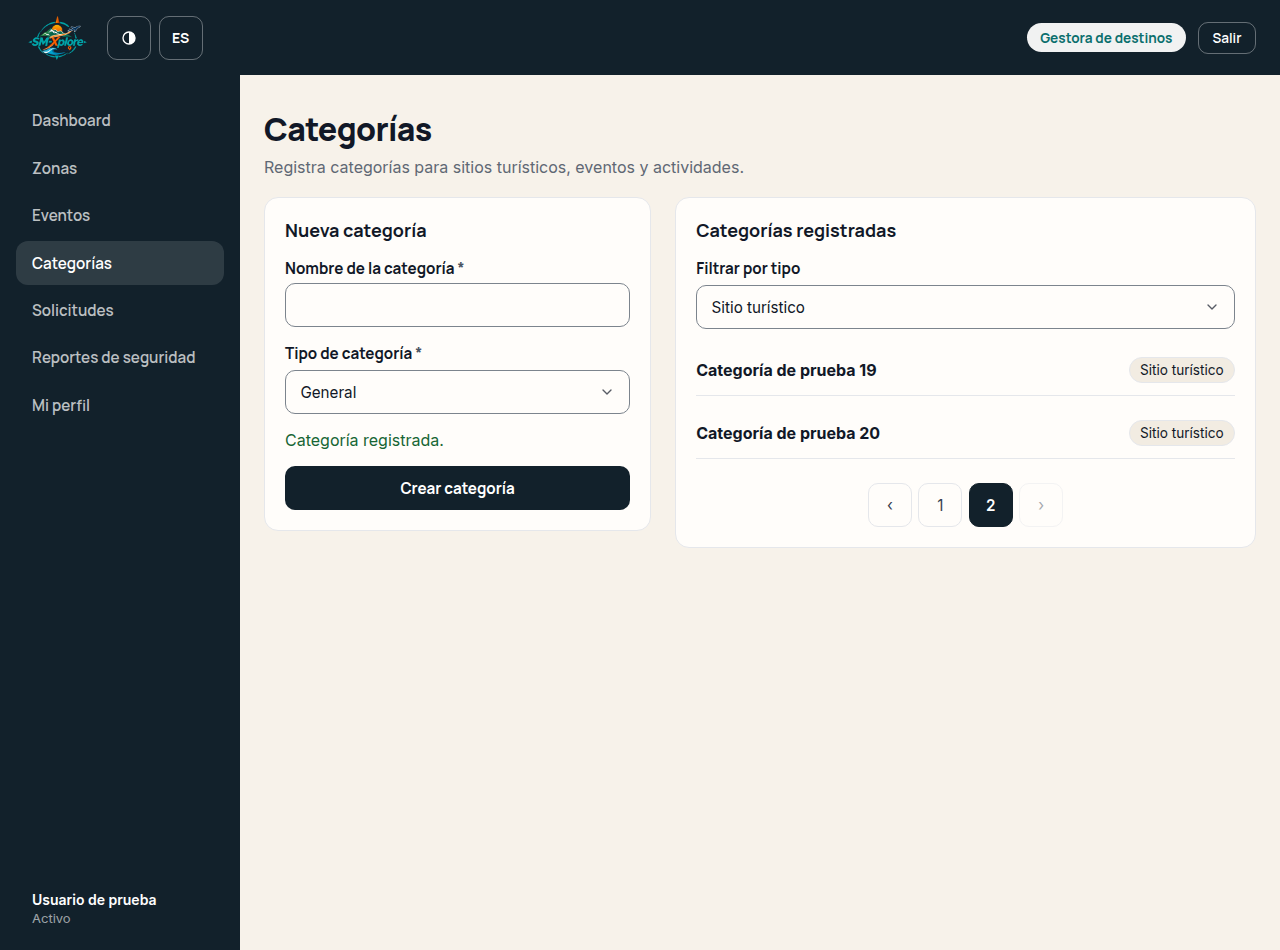 SM-Xplore
ES
Gestora de destinos
Salir
Dashboard
Zonas
Eventos
Categorías
Solicitudes
Reportes de seguridad
Mi perfil
Usuario de prueba
Activo
Categorías
Registra categorías para sitios turísticos, eventos y actividades.
Nueva categoría
Nombre de la categoría *
Tipo de categoría *
General
Categoría registrada.
Crear categoría
Categorías registradas
Filtrar por tipo
Sitio turístico
Categoría de prueba 19 Sitio turístico
Categoría de prueba 20 Sitio turístico
‹ 1 2 ›